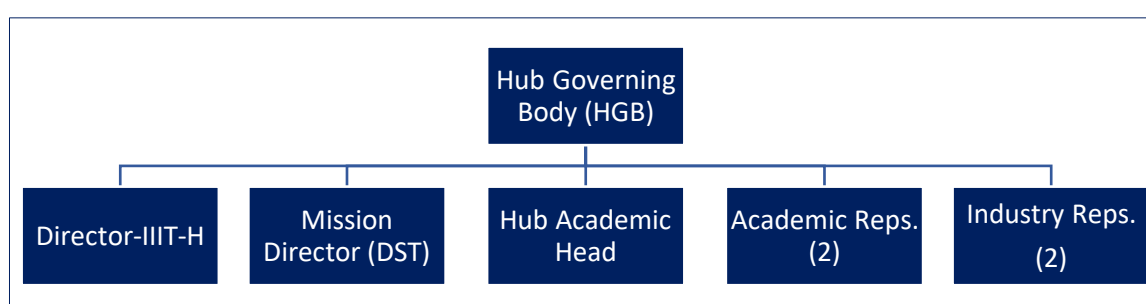 Hub Governing
Body (HGB)
Director-IIIT-H
Mission
Director (DST)
Hub Academic
Head
Academic Reps.
(2)
Industry Reps.
(2)